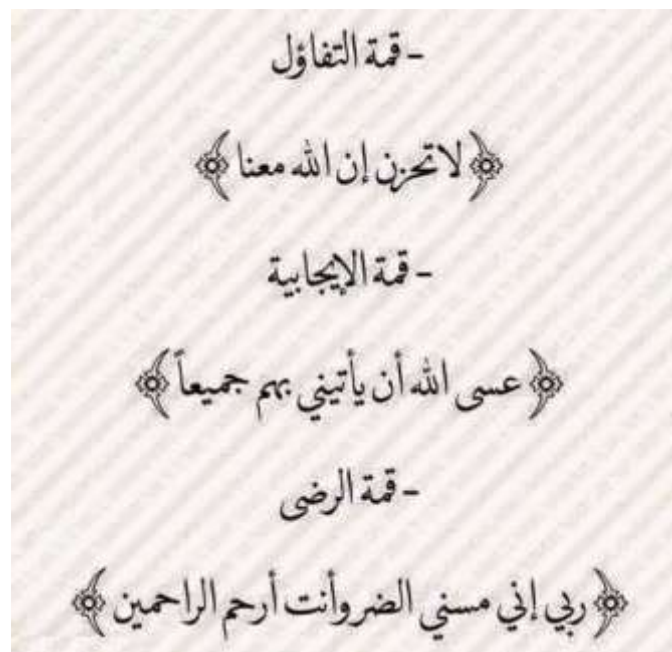 - قمة التفاؤل
﴿ لا تحزن إن الله معنا ﴾
- قمة الإيجابية
﴿ عسى الله أن يأتيني بهم جميعاً ﴾
- قمة الرضى
﴿ ربي إني مسني الضر وأنت أرحم الراحمين ﴾